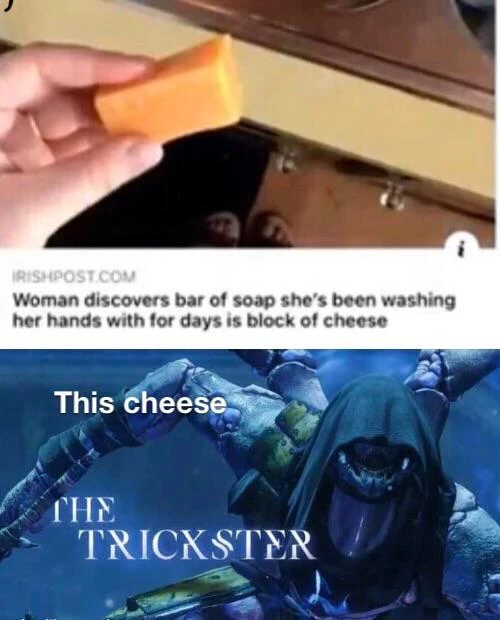 i
IRISHPOST.COM
Woman discovers bar of soap she's been washing
her hands with for days is block of cheese
This cheese
THE
TRICKSTER